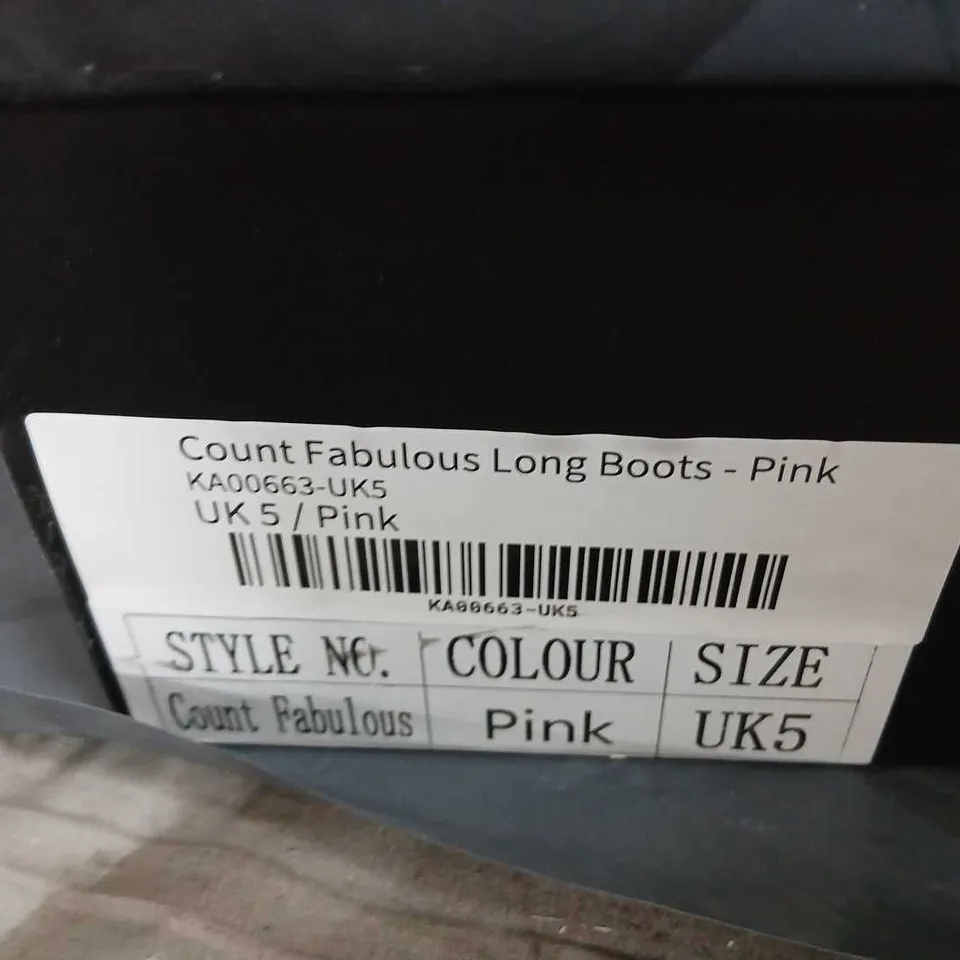 Count Fabulous Long Boots - Pink
KA00663-UK5
UK 5 / Pink
KA00663-UK5
STYLE NO. COLOUR SIZE
Count Fabulous Pink UK5